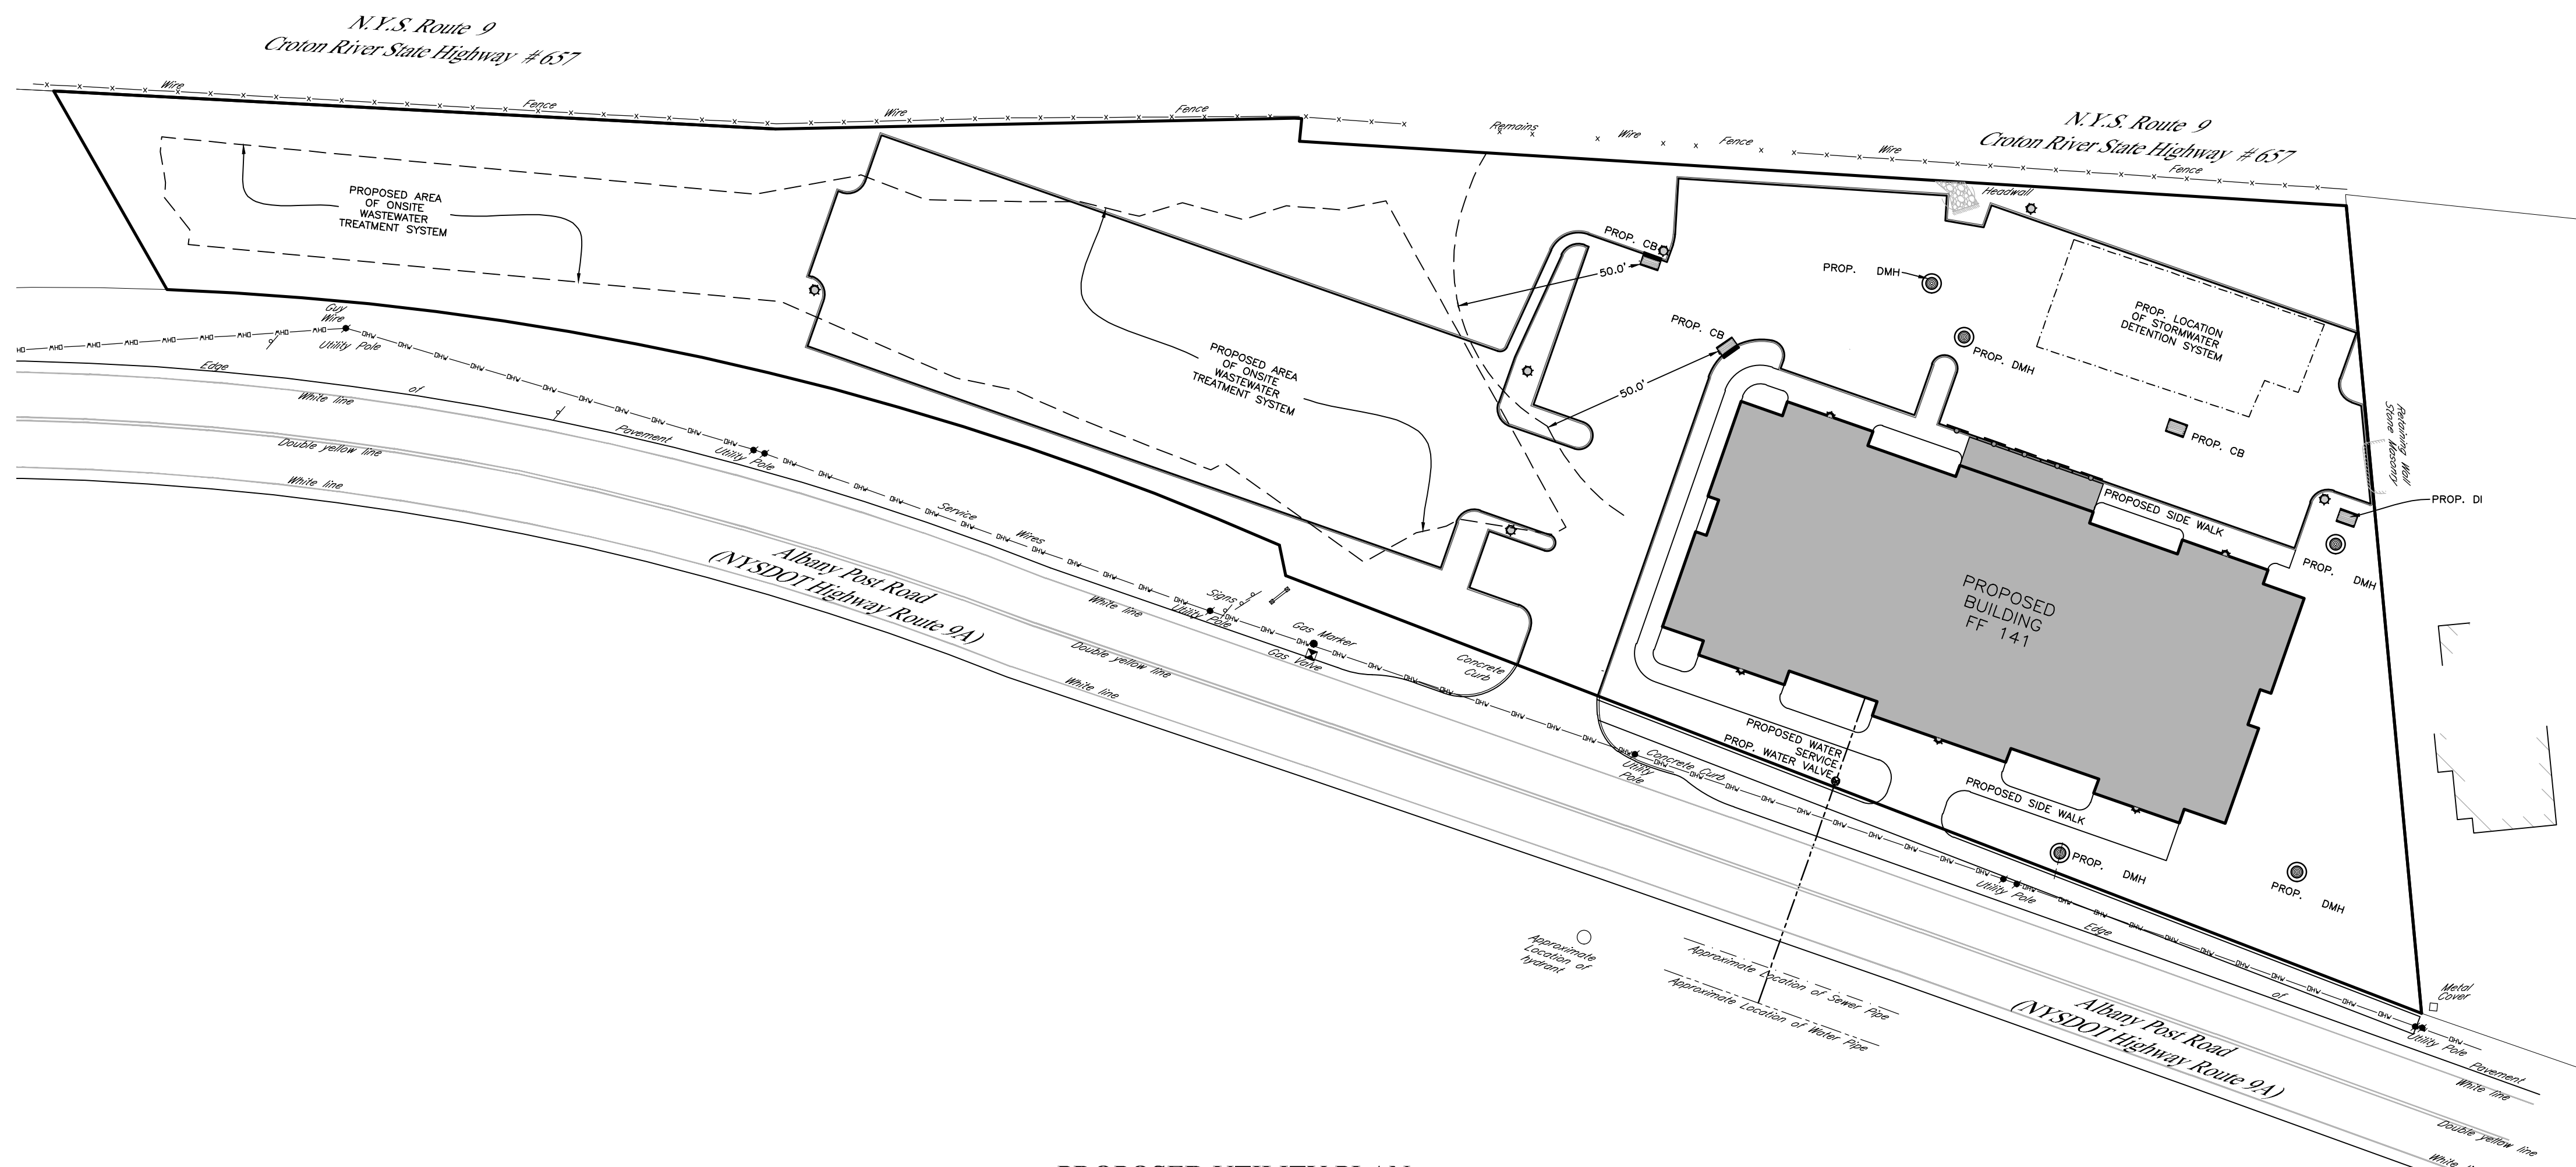 N.Y.S. Route 9
Croton River State Highway #657
N.Y.S. Route 9
Croton River State Highway #657
Wire
Fence
Wire
Fence
Remains
Wire
Fence
Wire
Fence
Headwall
PROPOSED AREA
OF ONSITE
WASTEWATER
TREATMENT SYSTEM
PROP. CB
50.0'
PROP. DMH
PROP. LOCATION
OF STORMWATER
DETENTION SYSTEM
PROP. CB
PROP. DMH
50.0'
PROPOSED AREA
OF ONSITE
WASTEWATER
TREATMENT SYSTEM
Guy
Wire
Utility Pole
Edge
of
Pavement
White line
Double yellow line
White line
Utility Pole
Service
Wires
PROP. CB
Stone Masonry
Retaining Wall
PROP. DI
PROPOSED SIDE WALK
PROP. DMH
PROPOSED
BUILDING
FF 141
Albany Post Road
(NYSDOT Highway Route 9A)
Signs
Utility Pole
White line
Gas Marker
Gas Valve
Concrete
Curb
Double yellow line
White line
PROPOSED WATER
SERVICE
PROP. WATER VALVE
Concrete Curb
Utility
Pole
PROPOSED SIDE WALK
PROP. DMH
Utility Pole
PROP. DMH
Edge
of
Pavement
Approximate
Location of
hydrant
Approximate Location of Sewer Pipe
Approximate Location of Water Pipe
Albany Post Road
(NYSDOT Highway Route 9A)
Metal
Cover
Utility Pole
White line
Double yellow line
PROPOSED UTILITY PLAN